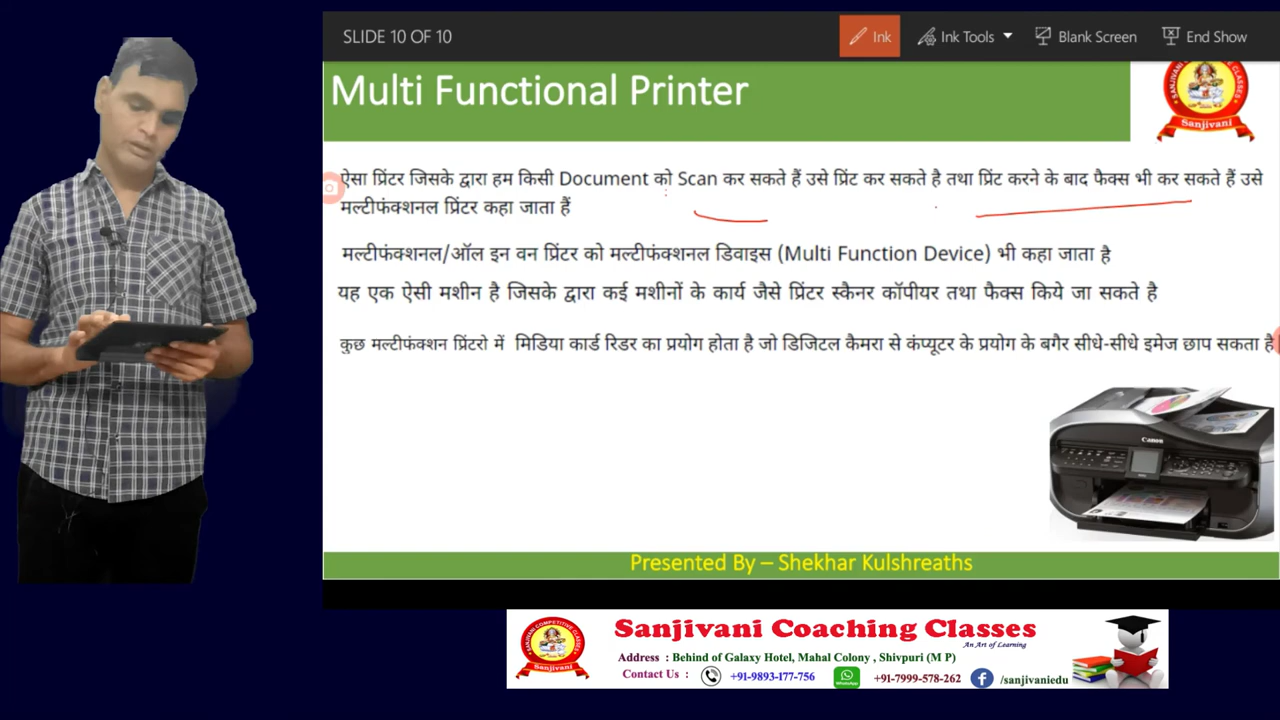 SLIDE 10 OF 10
Ink
Ink Tools
Blank Screen
End Show
Multi Functional Printer
Sanjivani
ऐसा प्रिंटर जिसके द्वारा हम किसी Document को Scan कर सकते हैं उसे प्रिंट कर सकते है तथा प्रिंट करने के बाद फैक्स भी कर सकते हैं उसे
मल्टीफंक्शनल प्रिंटर कहा जाता हैं
मल्टीफंक्शनल/ऑल इन वन प्रिंटर को मल्टीफंक्शनल डिवाइस (Multi Function Device) भी कहा जाता है
यह एक ऐसी मशीन है जिसके द्वारा कई मशीनों के कार्य जैसे प्रिंटर स्कैनर कॉपीयर तथा फैक्स किये जा सकते है
कुछ मल्टीफंक्शन प्रिंटरो में मिडिया कार्ड रिडर का प्रयोग होता है जो डिजिटल कैमरा से कंप्यूटर के प्रयोग के बगैर सीधे-सीधे इमेज छाप सकता है
Canon
Presented By – Shekhar Kulshreaths
Sanjivani
Sanjivani Coaching Classes
An Art of Learning
Address : Behind of Galaxy Hotel, Mahal Colony , Shivpuri (M P)
Contact Us : +91-9893-177-756 +91-7999-578-262 /sanjivaniedu